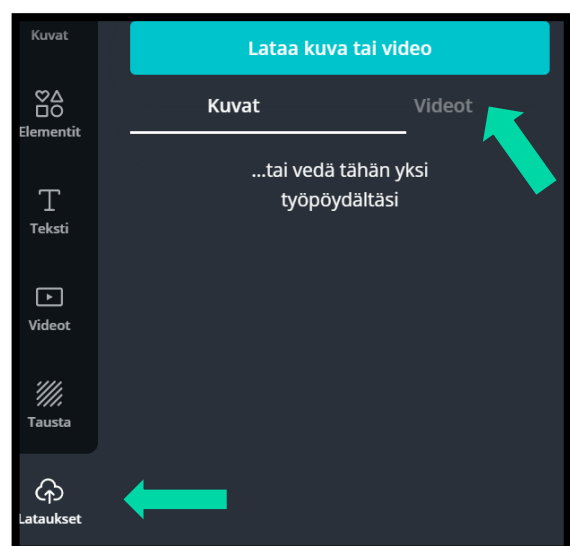 Kuvat
Elementit
Teksti
Videot
Tausta
Lataukset
Lataa kuva tai video
Kuvat Videot
...tai vedä tähän yksi
työpöydältäsi